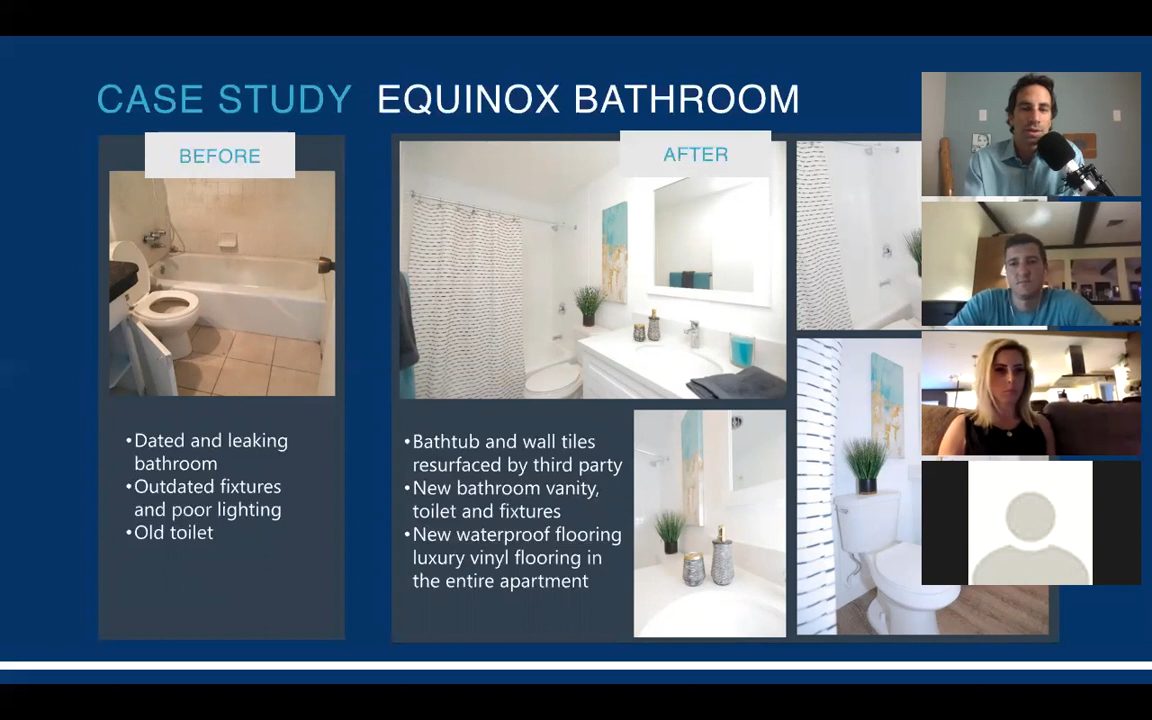 CASE STUDY EQUINOX BATHROOM
BEFORE
•Dated and leaking
bathroom
•Outdated fixtures
and poor lighting
•Old toilet
AFTER
•Bathtub and wall tiles
resurfaced by third party
•New bathroom vanity,
toilet and fixtures
•New waterproof flooring
luxury vinyl flooring in
the entire apartment